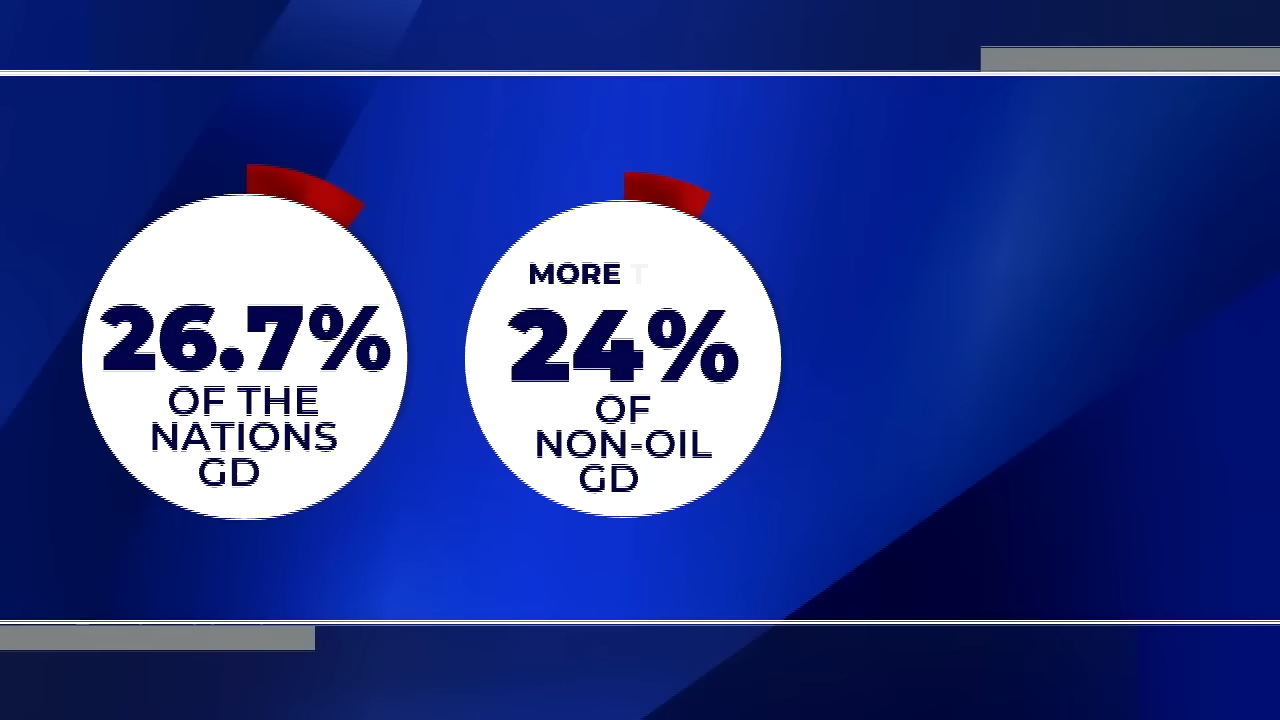 26.7%
OF THE
NATIONS
GD
MORE T
24%
OF
NON-OIL
GD